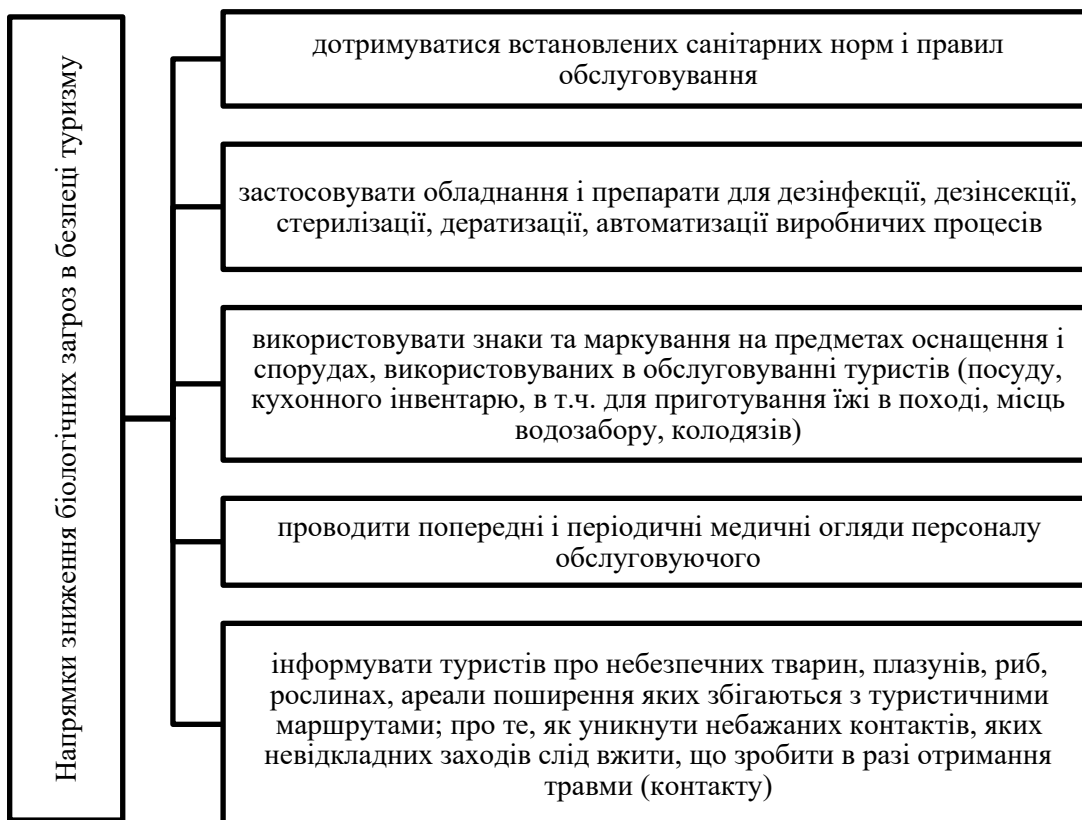 Напрямки зниження біологічних загроз в безпеці туризму
дотримуватися встановлених санітарних норм і правил
обслуговування
застосовувати обладнання і препарати для дезінфекції, дезінсекції,
стерилізації, дератизації, автоматизації виробничих процесів
використовувати знаки та маркування на предметах оснащення і
спорудах, використовуваних в обслуговуванні туристів (посуду,
кухонного інвентарю, в т.ч. для приготування їжі в поході, місць
водозабору, колодязів)
проводити попередні і періодичні медичні огляди персоналу
обслуговуючого
інформувати туристів про небезпечних тварин, плазунів, риб,
рослинах, ареали поширення яких збігаються з туристичними
маршрутами; про те, як уникнути небажаних контактів, яких
невідкладних заходів слід вжити, що зробити в разі отримання
травми (контакту)